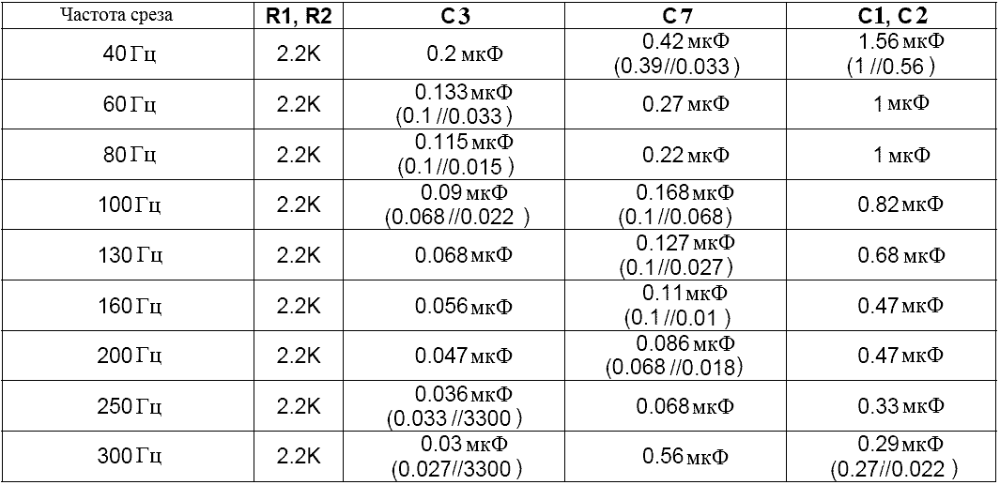 Частота среза R1, R2 C3 C7 C1, C2
40 Гц 2.2K 0.2 мкФ 0.42 мкФ 1.56 мкФ
(0.39//0.033) (1//0.56)
60 Гц 2.2K 0.133 мкФ 0.27 мкФ 1 мкФ
(0.1//0.033)
80 Гц 2.2K 0.115 мкФ 0.22 мкФ 1 мкФ
(0.1//0.015)
100 Гц 2.2K 0.09 мкФ 0.168 мкФ 0.82 мкФ
(0.068//0.022) (0.1//0.068)
130 Гц 2.2K 0.068 мкФ 0.127 мкФ 0.68 мкФ
(0.1//0.027)
160 Гц 2.2K 0.056 мкФ 0.11 мкФ 0.47 мкФ
(0.1//0.01)
200 Гц 2.2K 0.047 мкФ 0.086 мкФ 0.47 мкФ
(0.068//0.018)
250 Гц 2.2K 0.036 мкФ 0.068 мкФ 0.33 мкФ
(0.033//3300)
300 Гц 2.2K 0.03 мкФ 0.56 мкФ 0.29 мкФ
(0.027//3300) (0.27//0.022)